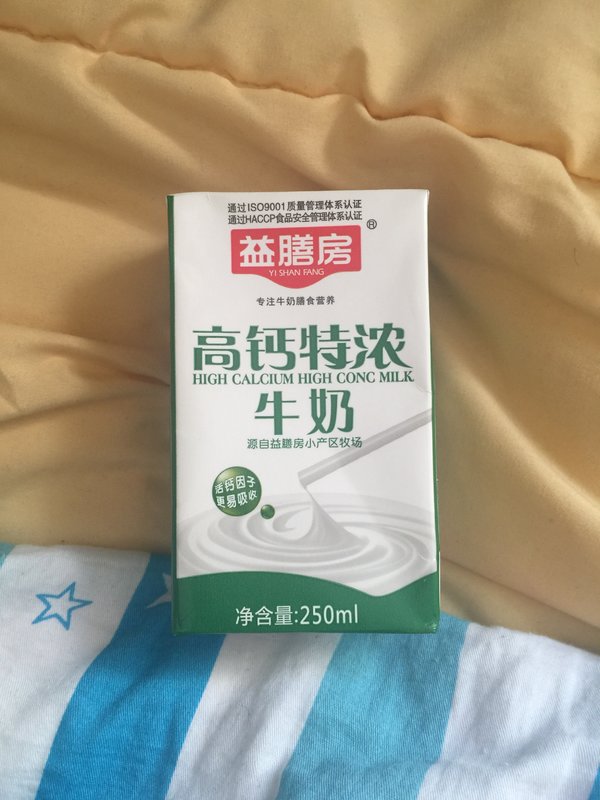 通过ISO9001质量管理体系认证
通过HACCP食品安全管理体系认证
益膳房®
YI SHAN FANG
专注牛奶膳食营养
高钙特浓
HIGH CALCIUM HIGH CONC MILK
牛奶
源自益膳房小产区牧场
活钙因子
更易吸收
净含量:250ml